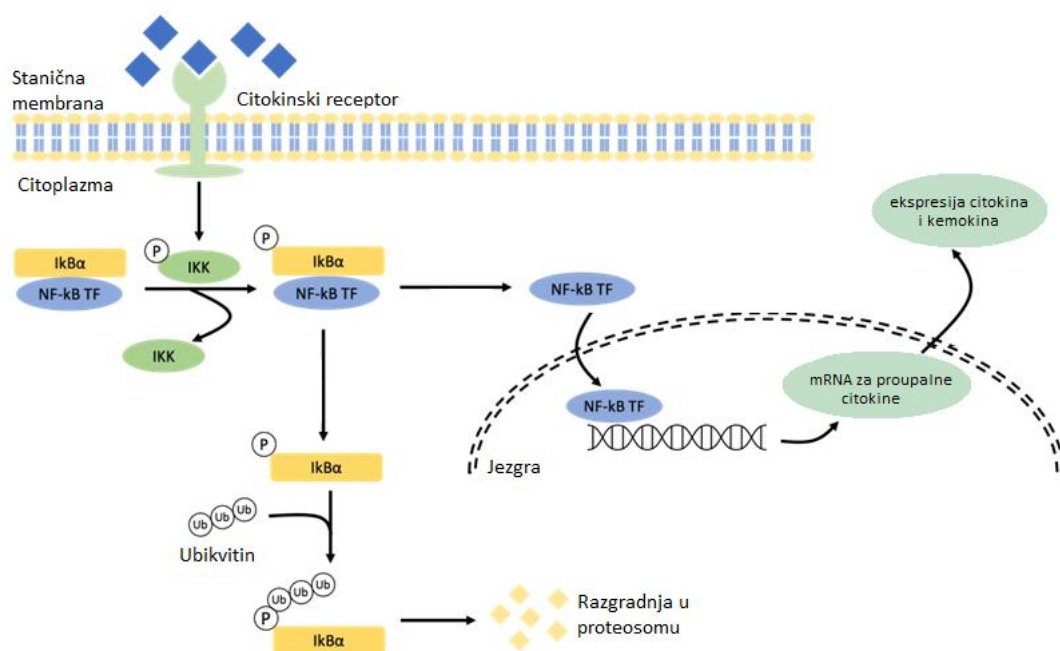 Stanična
membrana
Citokinski receptor
Citoplazma
ekspresija citokina
i kemokina
P
IkBα
NF-kB TF
P
IKK
P
IkBα
NF-kB TF
NF-kB TF
IKK
mRNA za proupalne
citokine
NF-kB TF
Jezgra
P
IkBα
Ub Ub Ub
Ubikvitin
Ub Ub Ub
P
IkBα
Razgradnja u
proteosomu